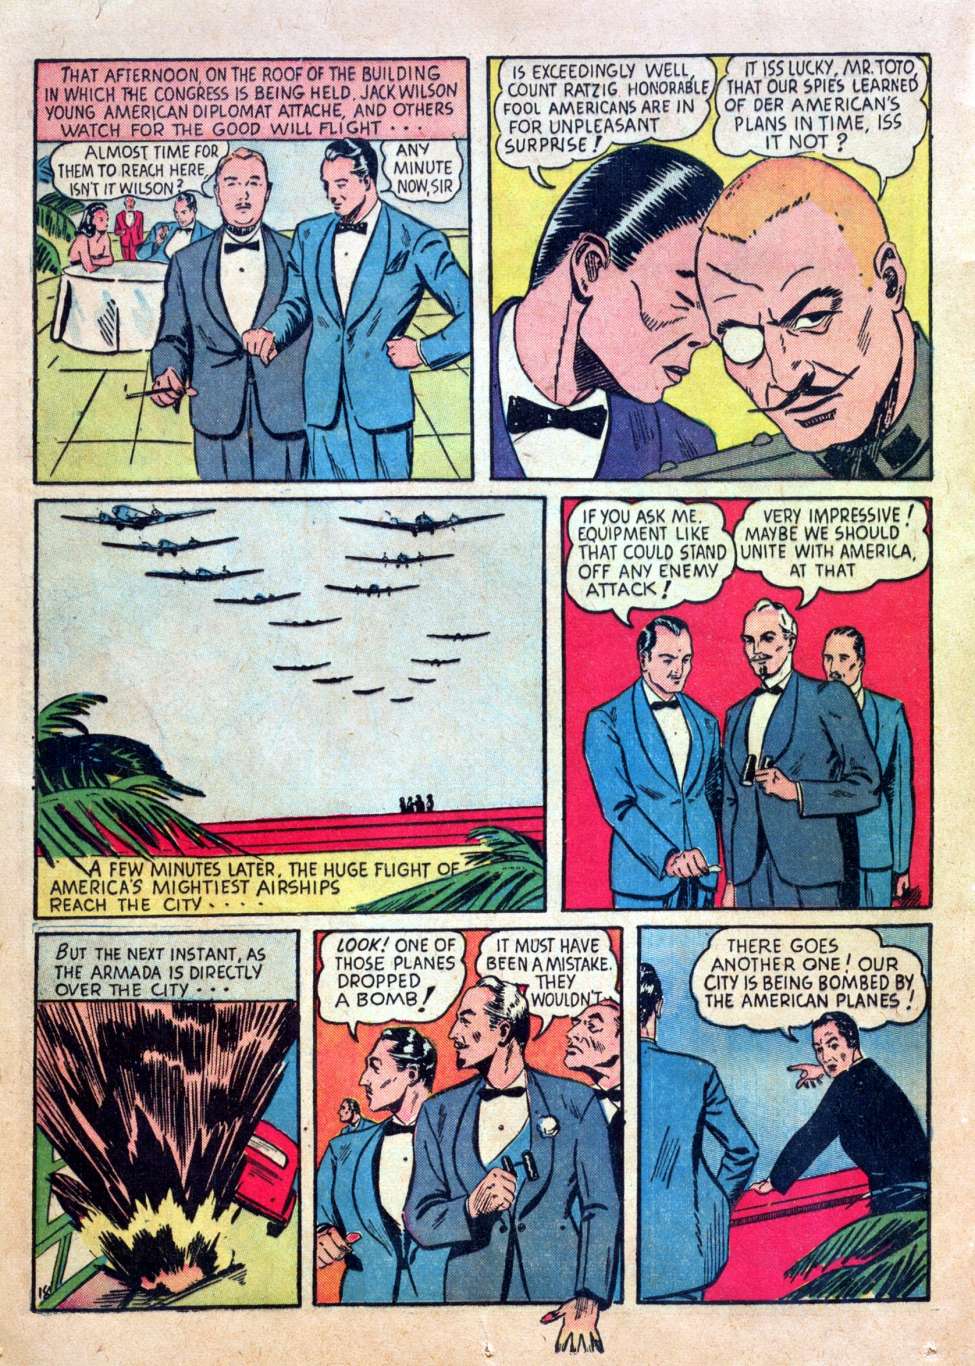 THAT AFTERNOON, ON THE ROOF OF THE BUILDING
IN WHICH THE CONGRESS IS BEING HELD, JACK WILSON
YOUNG AMERICAN DIPLOMAT ATTACHE, AND OTHERS
WATCH FOR THE GOOD WILL FLIGHT . . .
ALMOST TIME FOR
THEM TO REACH HERE,
ISN'T IT WILSON?
ANY
MINUTE
NOW, SIR
IS EXCEEDINGLY WELL,
COUNT RATZIG. HONORABLE
FOOL AMERICANS ARE IN
FOR UNPLEASANT
SURPRISE!
IT ISS LUCKY, MR. TOTO,
THAT OUR SPIES LEARNED
OF DER AMERICAN'S
PLANS IN TIME, ISS
IT NOT?
A FEW MINUTES LATER, THE HUGE FLIGHT OF
AMERICA'S MIGHTIEST AIRSHIPS
REACH THE CITY . . . .
IF YOU ASK ME,
EQUIPMENT LIKE
THAT COULD STAND
OFF ANY ENEMY
ATTACK!
VERY IMPRESSIVE!
MAYBE WE SHOULD
UNITE WITH AMERICA,
AT THAT
BUT THE NEXT INSTANT, AS
THE ARMADA IS DIRECTLY
OVER THE CITY . . .
18
LOOK! ONE OF
THOSE PLANES
DROPPED
A BOMB!
IT MUST HAVE
BEEN A MISTAKE.
THEY
WOULDN'T-
THERE GOES
ANOTHER ONE! OUR
CITY IS BEING BOMBED BY
THE AMERICAN PLANES!